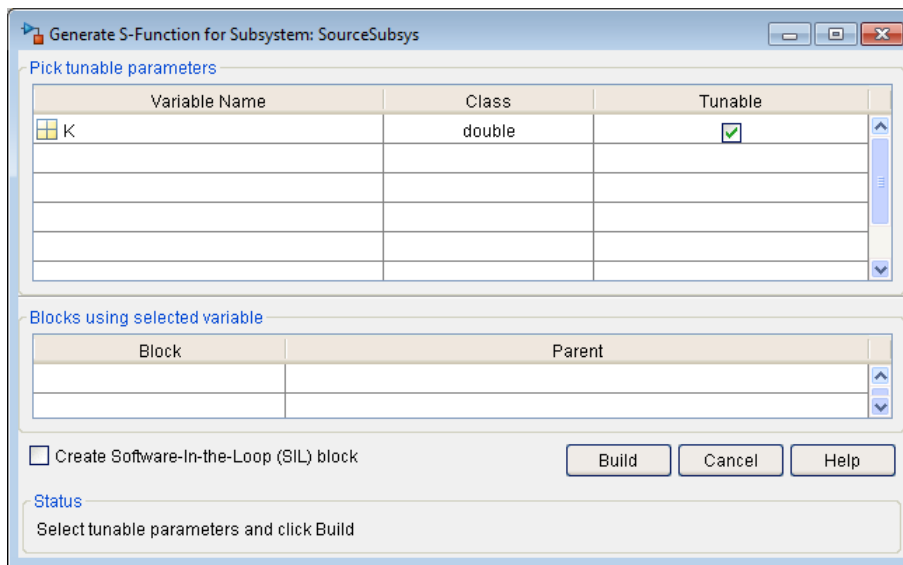 Generate S-Function for Subsystem: SourceSubsys
Pick tunable parameters
Variable Name Class Tunable
K double
Blocks using selected variable
Block Parent
Create Software-In-the-Loop (SIL) block Build Cancel Help
Status
Select tunable parameters and click Build